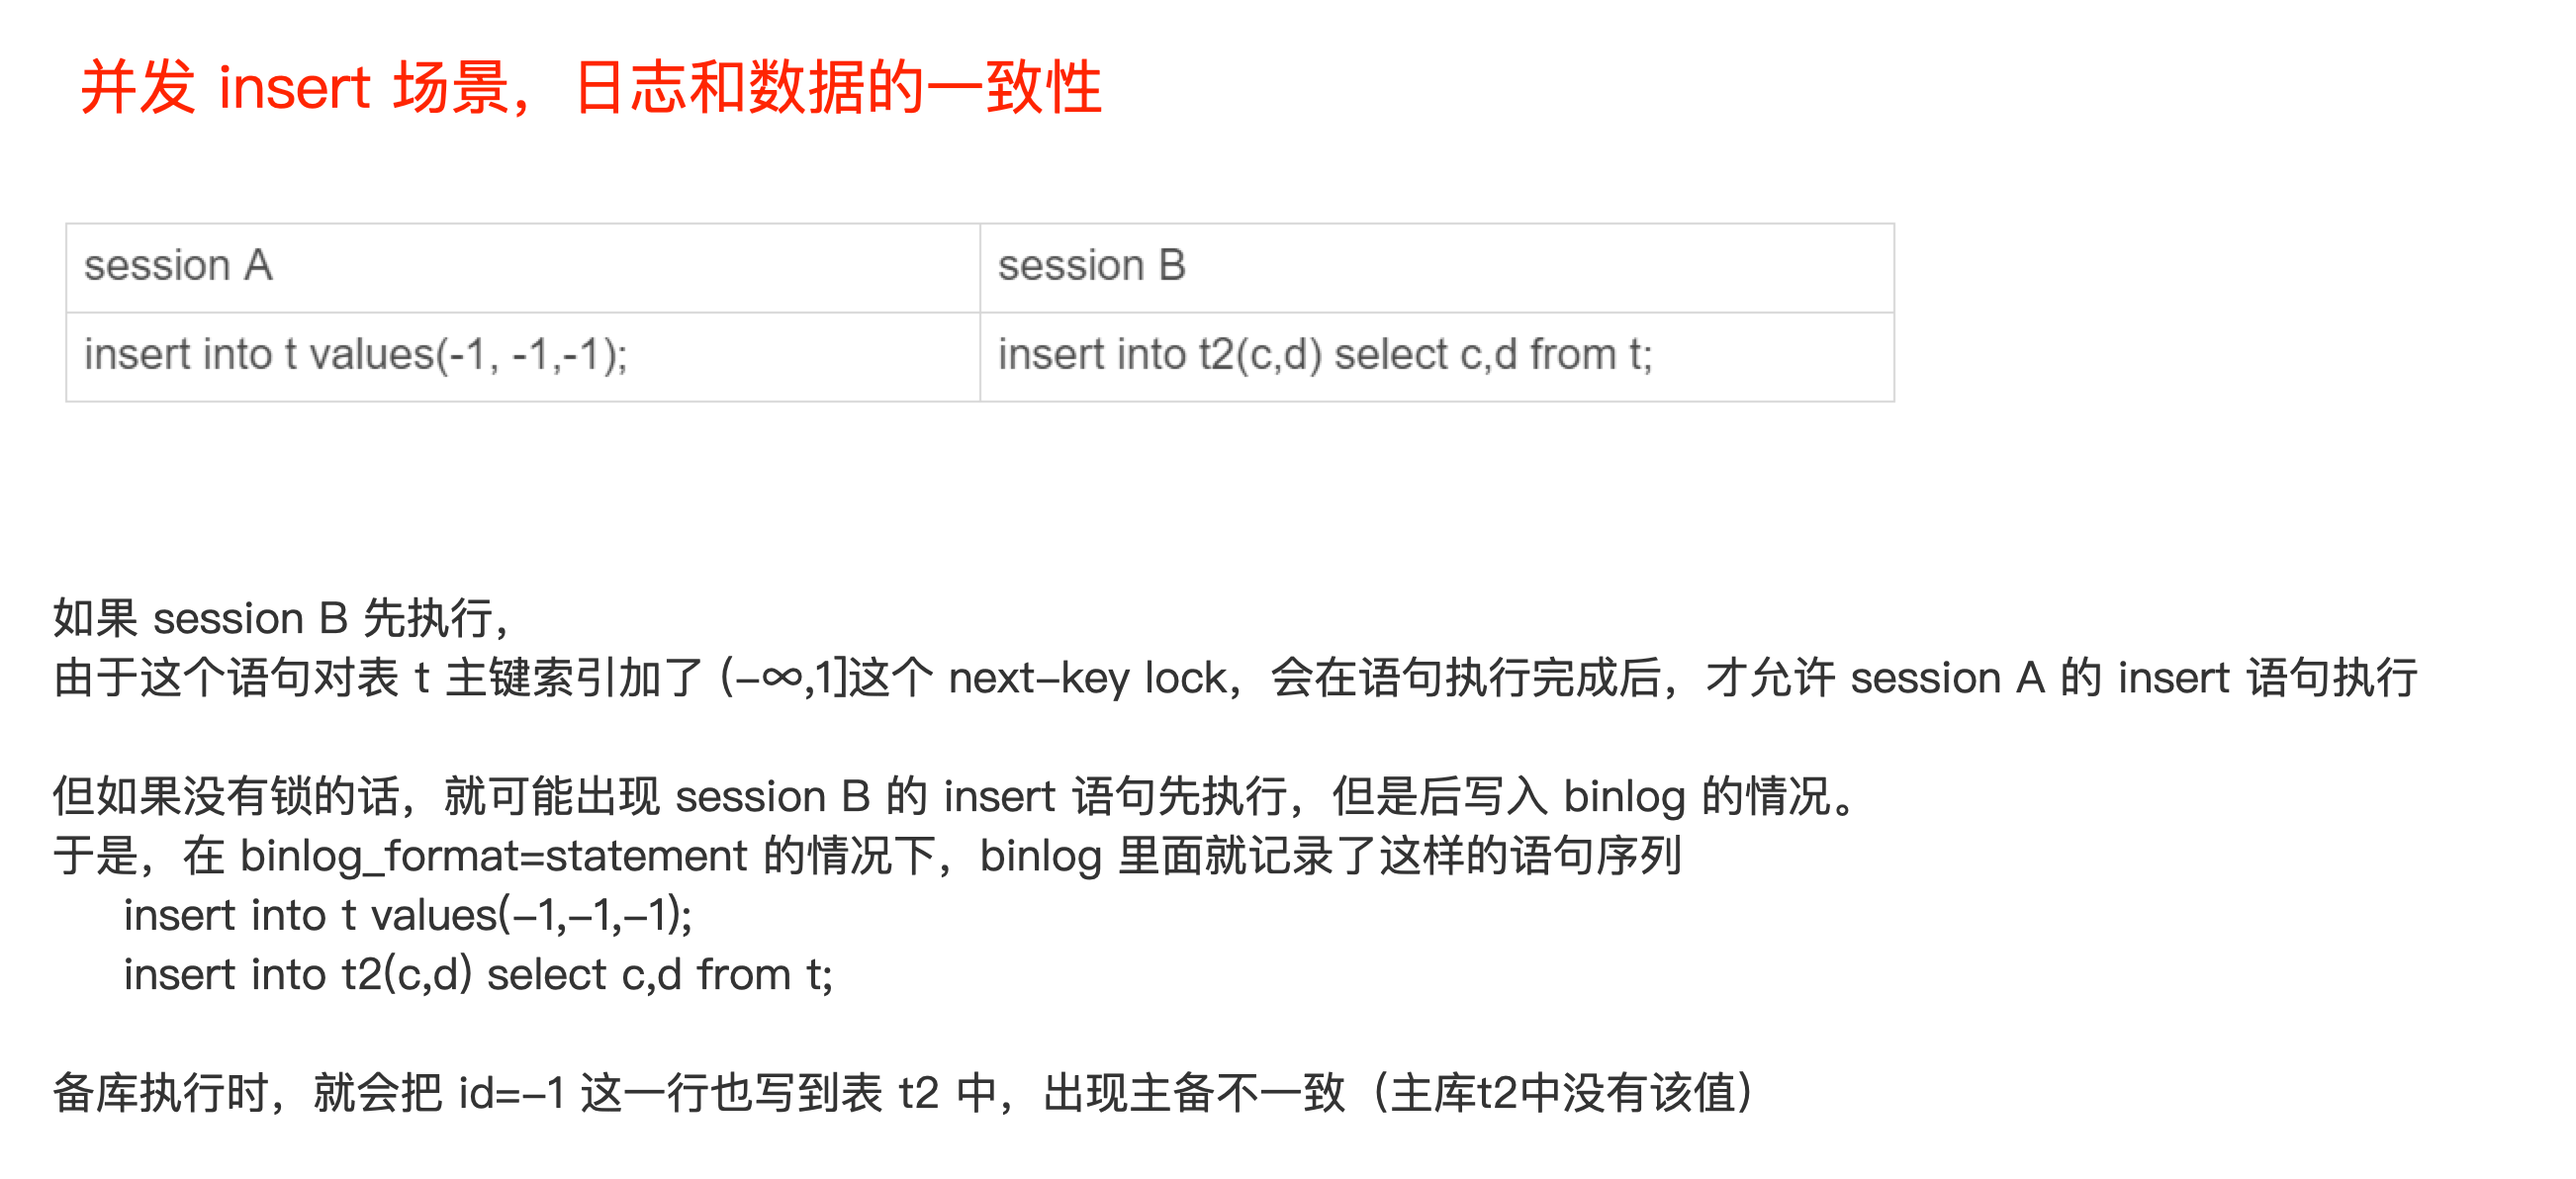 并发 insert 场景，日志和数据的一致性
session A
session B
insert into t values(-1, -1,-1);
insert into t2(c,d) select c,d from t;
如果 session B 先执行，
由于这个语句对表 t 主键索引加了 (-∞,1]这个 next-key lock，会在语句执行完成后，才允许 session A 的 insert 语句执行
但如果没有锁的话，就可能出现 session B 的 insert 语句先执行，但是后写入 binlog 的情况。
于是，在 binlog_format=statement 的情况下，binlog 里面就记录了这样的语句序列
insert into t values(-1,-1,-1);
insert into t2(c,d) select c,d from t;
备库执行时，就会把 id=-1 这一行也写到表 t2 中，出现主备不一致（主库t2中没有该值）